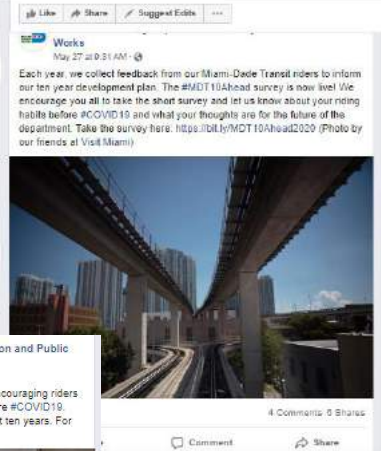 Like Share Suggest Edits ...
Works
May 27 at 9:31 AM ·
Each year, we collect feedback from our Miami-Dade Transit riders to inform
our ten year development plan. The #MDT10Ahead survey is now live! We
encourage you all to take the short survey and let us know about your riding
habits before #COVID19 and what your thoughts are for the future of the
department. Take the survey here: https://bit.ly/MDT10Ahead2020 (Photo by
our friends at Visit Miami)
on and Public
couraging riders
re #COVID19.
t ten years. For
4 Comments 6 Shares
Comment Share